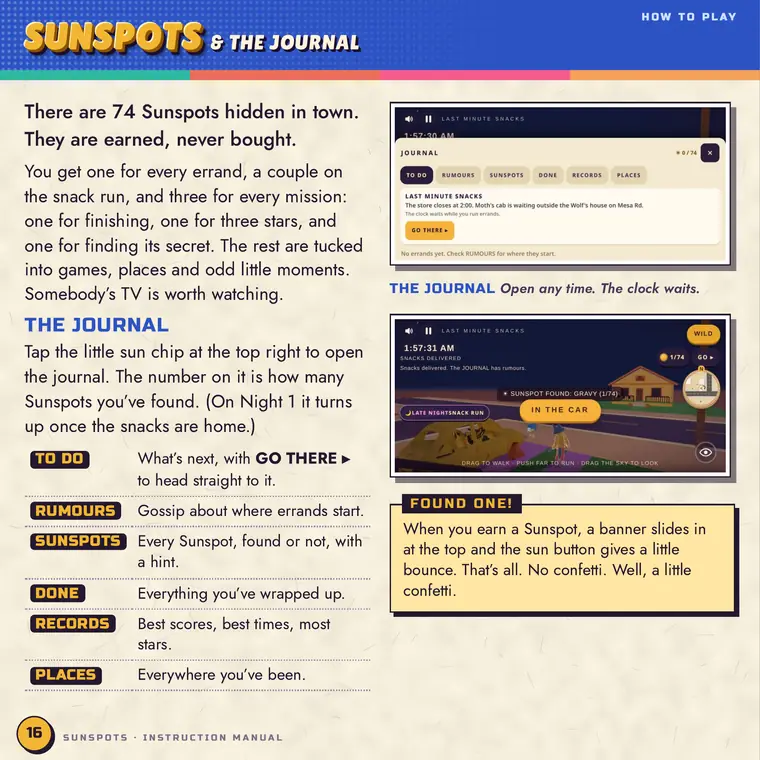 HOW TO PLAY
SUNSPOTS & THE JOURNAL
There are 74 Sunspots hidden in town.
They are earned, never bought.
You get one for every errand, a couple on
the snack run, and three for every mission:
one for finishing, one for three stars, and
one for finding its secret. The rest are tucked
into games, places and odd little moments.
Somebody's TV is worth watching.
THE JOURNAL
Tap the little sun chip at the top right to open
the journal. The number on it is how many
Sunspots you've found. (On Night 1 it turns
up once the snacks are home.)
TO DO What's next, with GO THERE ▸
to head straight to it.
RUMOURS Gossip about where errands start.
SUNSPOTS Every Sunspot, found or not, with
a hint.
DONE Everything you've wrapped up.
RECORDS Best scores, best times, most
stars.
PLACES Everywhere you've been.
LAST MINUTE SNACKS
1:57:30 AM
JOURNAL ☀ 0/74 ✕
TO DO RUMOURS SUNSPOTS DONE RECORDS PLACES
LAST MINUTE SNACKS
The store closes at 2:00. Moth's cab is waiting outside the Wolf's house on Mesa Rd.
The clock waits while you run errands.
GO THERE ▸
No errands yet. Check RUMOURS for where they start.
THE JOURNAL Open any time. The clock waits.
LAST MINUTE SNACKS
WILD
1:57:31 AM
SNACKS DELIVERED
1/74 GO ▸
Snacks delivered. The JOURNAL has rumours.
N
☀ SUNSPOT FOUND: GRAVY (1/74)
LATE NIGHT SNACK RUN
IN THE CAR
DRAG TO WALK · PUSH FAR TO RUN · DRAG THE SKY TO LOOK
FOUND ONE!
When you earn a Sunspot, a banner slides in
at the top and the sun button gives a little
bounce. That's all. No confetti. Well, a little
confetti.
16 SUNSPOTS · INSTRUCTION MANUAL